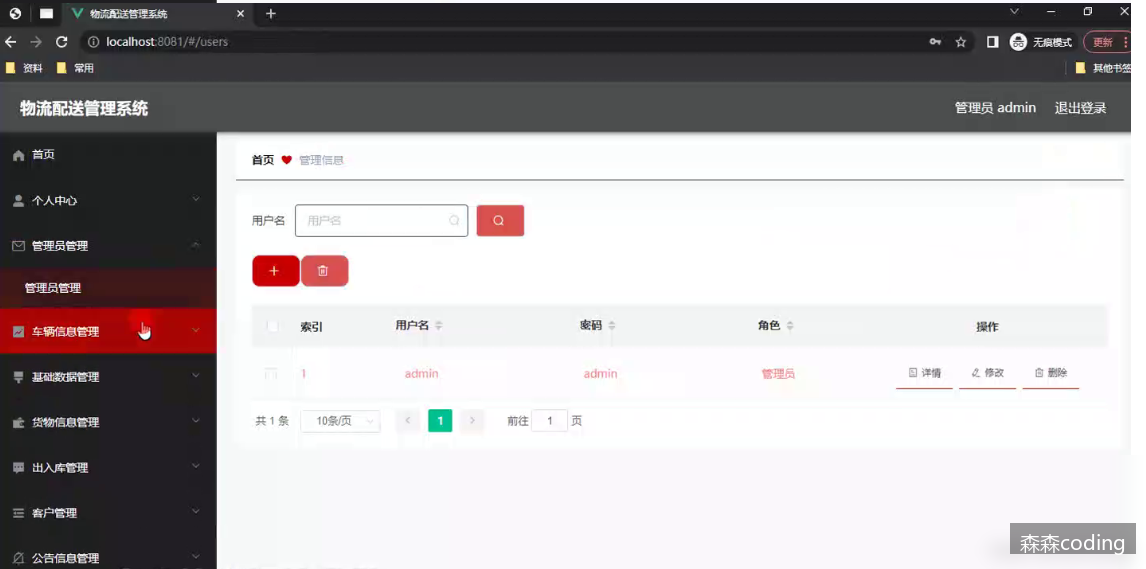 物流配送管理系统
localhost:8081/#/users
无痕模式
更新
资料
常用
其他书签
物流配送管理系统
管理员 admin
退出登录
首页
个人中心
管理员管理
管理员管理
车辆信息管理
基础数据管理
货物信息管理
出入库管理
客户管理
公告信息管理
首页
管理信息
用户名
用户名
索引
用户名
密码
角色
操作
1
admin
admin
管理员
详情
修改
删除
共 1 条
10条/页
1
前往
1
页
森森coding